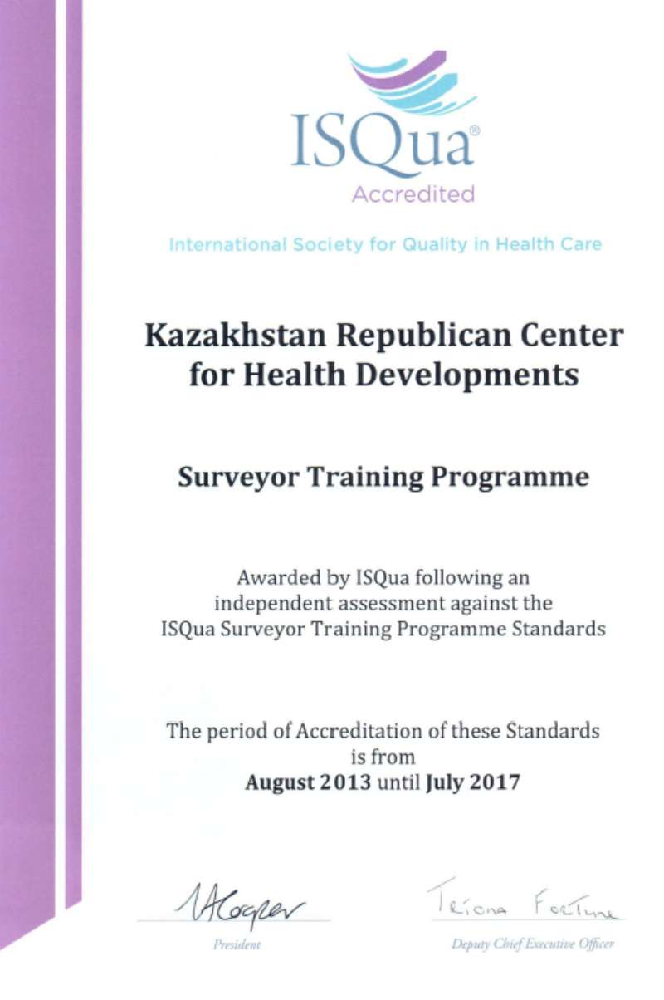 ISQua®
Accredited
International Society for Quality in Health Care
Kazakhstan Republican Center
for Health Developments
Surveyor Training Programme
Awarded by ISQua following an
independent assessment against the
ISQua Surveyor Training Programme Standards
The period of Accreditation of these Standards
is from
August 2013 until July 2017
Triona Fortune
President
Deputy Chief Executive Officer